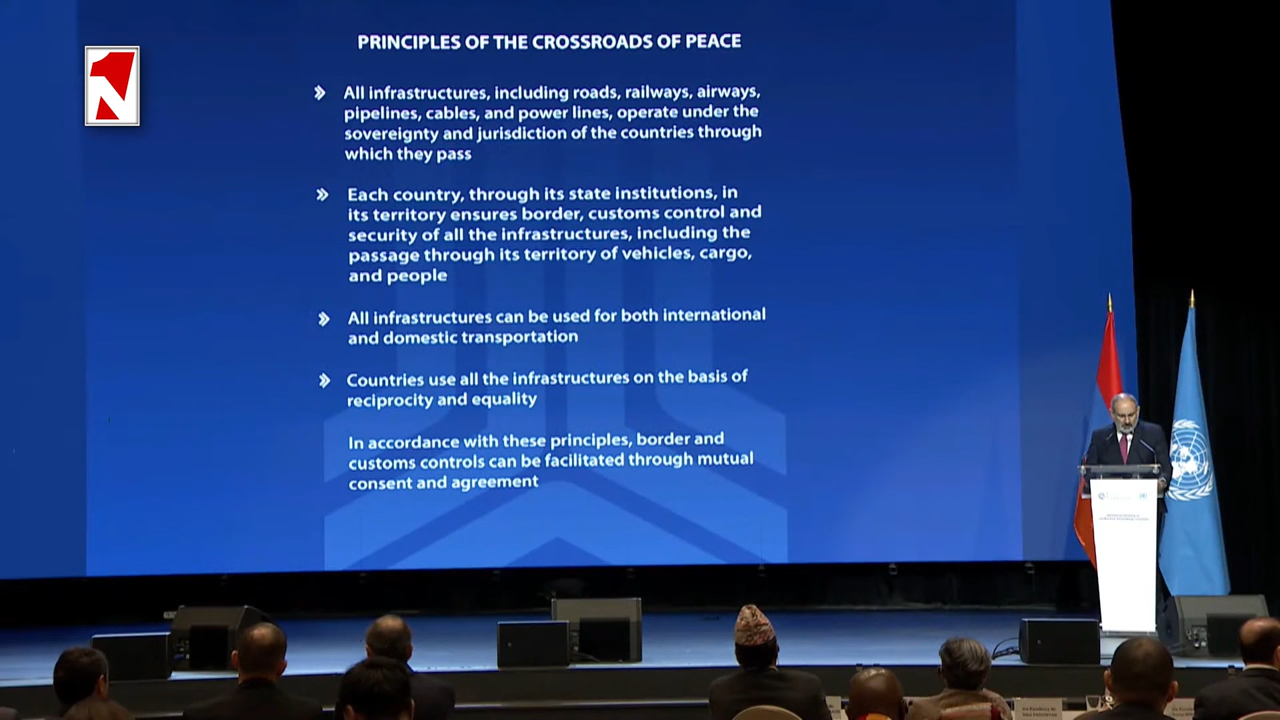 PRINCIPLES OF THE CROSSROADS OF PEACE
All infrastructures, including roads, railways, airways,
pipelines, cables, and power lines, operate under the
sovereignty and jurisdiction of the countries through
which they pass
Each country, through its state institutions, in
its territory ensures border, customs control and
security of all the infrastructures, including the
passage through its territory of vehicles, cargo,
and people
All infrastructures can be used for both international
and domestic transportation
Countries use all the infrastructures on the basis of
reciprocity and equality
In accordance with these principles, border and
customs controls can be facilitated through mutual
consent and agreement